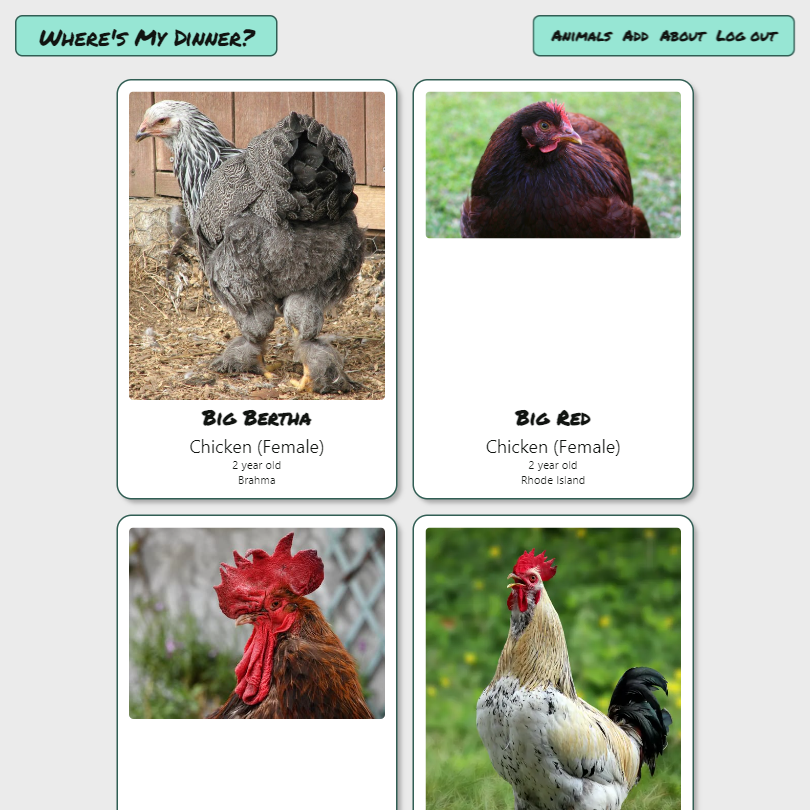 Where's My Dinner?
Animals Add About Log out
Big Bertha
Chicken (Female)
2 year old
Brahma
Big Red
Chicken (Female)
2 year old
Rhode Island